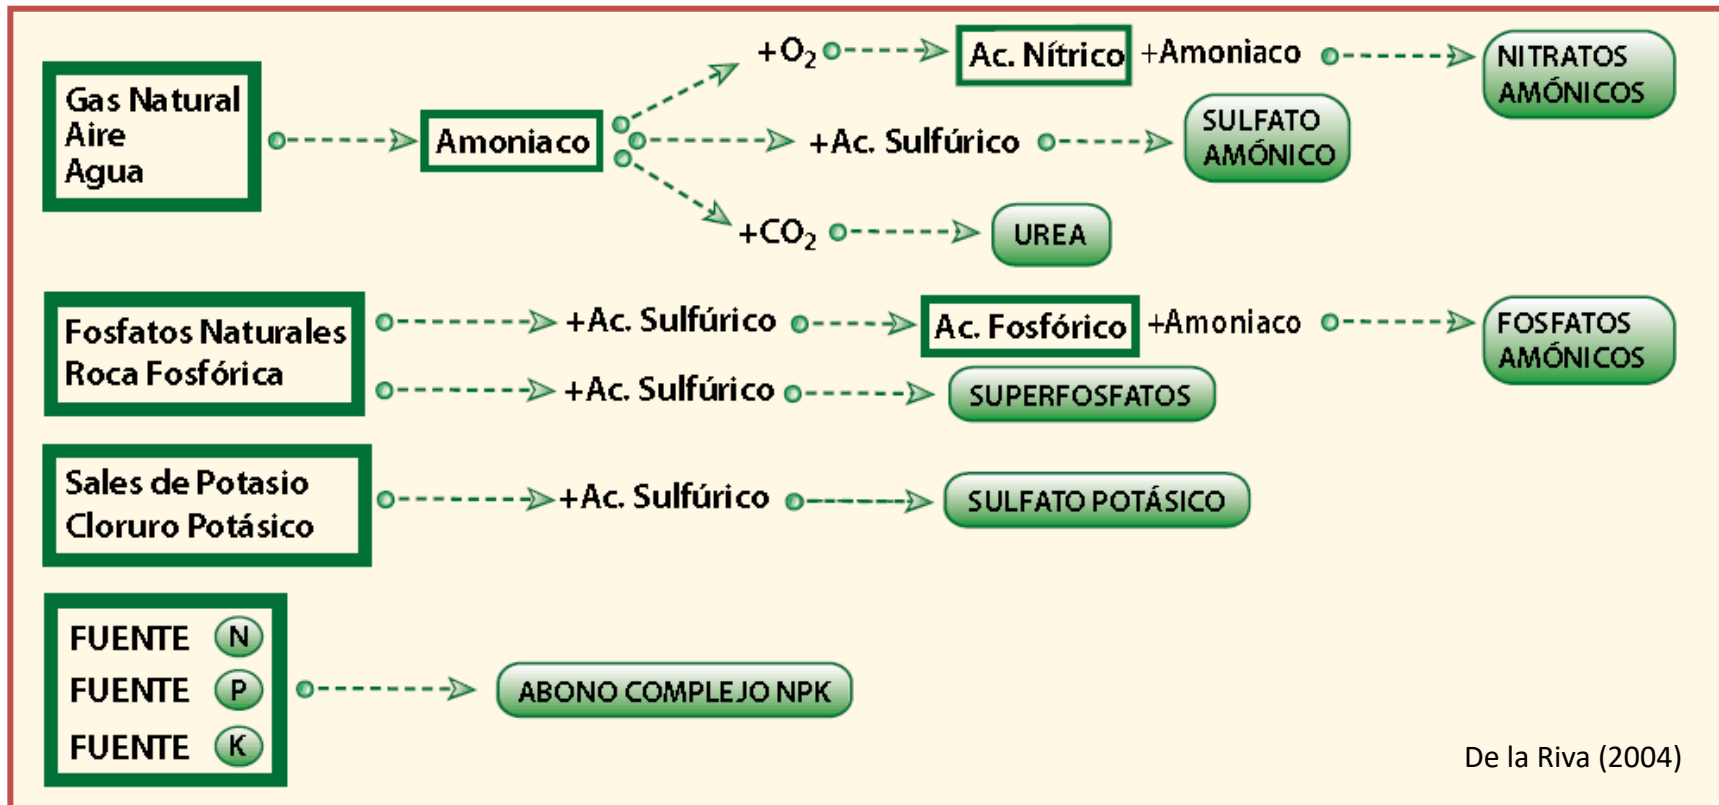 Gas Natural
Aire
Agua
Amoniaco
+O₂
Ac. Nítrico
+Amoniaco
NITRATOS
AMÓNICOS
+Ac. Sulfúrico
SULFATO
AMÓNICO
+CO₂
UREA
Fosfatos Naturales
Roca Fosfórica
+Ac. Sulfúrico
Ac. Fosfórico
+Amoniaco
FOSFATOS
AMÓNICOS
+Ac. Sulfúrico
SUPERFOSFATOS
Sales de Potasio
Cloruro Potásico
+Ac. Sulfúrico
SULFATO POTÁSICO
FUENTE N
FUENTE P
FUENTE K
ABONO COMPLEJO NPK
De la Riva (2004)